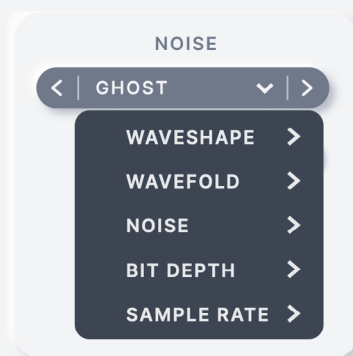 NOISE
GHOST
WAVESHAPE
WAVEFOLD
NOISE
BIT DEPTH
SAMPLE RATE